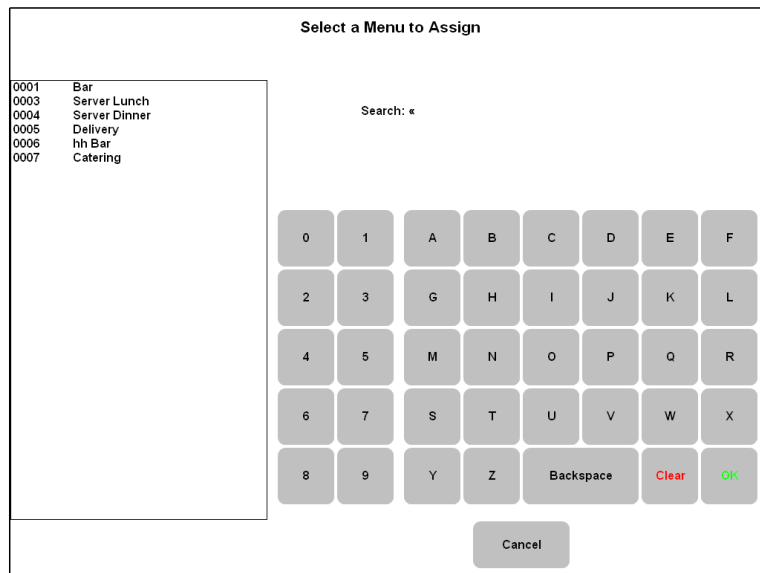 Select a Menu to Assign
0001 Bar
0003 Server Lunch
0004 Server Dinner
0005 Delivery
0006 hh Bar
0007 Catering
Search: «
0 1 A B C D E F
2 3 G H I J K L
4 5 M N O P Q R
6 7 S T U V W X
8 9 Y Z Backspace Clear OK
Cancel